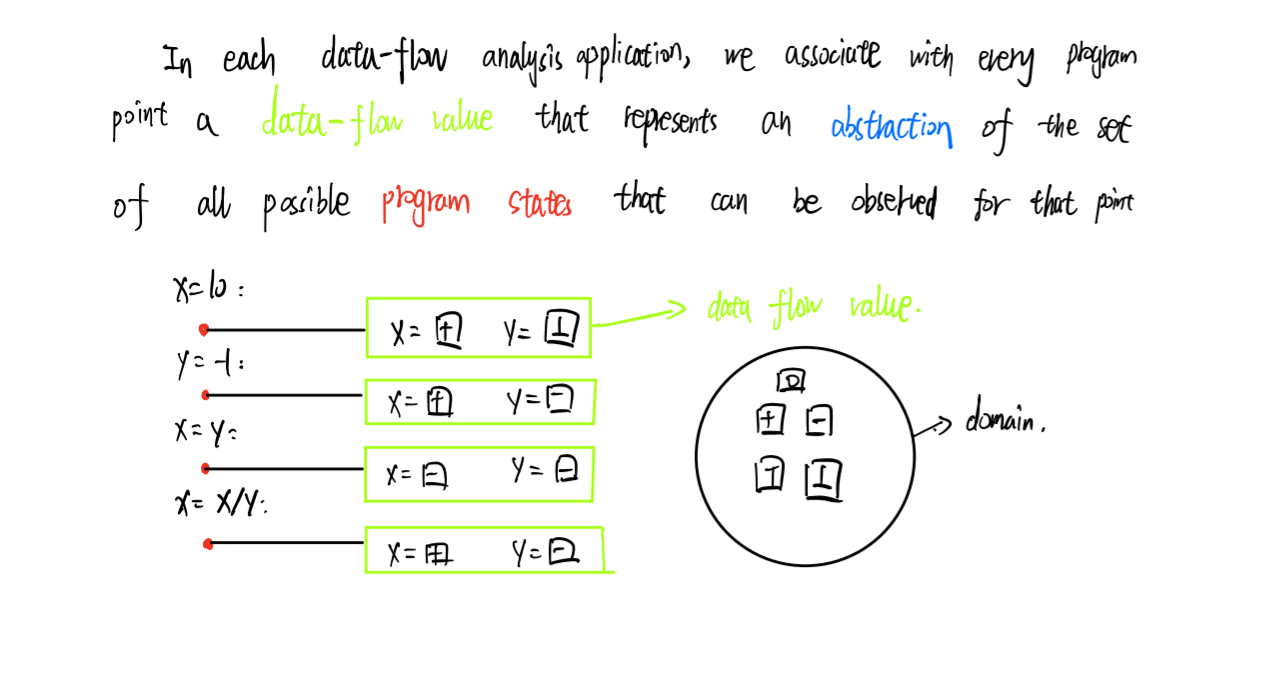 In each data-flow analysis application, we associate with every program
point a data-flow value that represents an abstraction of the set
of all possible program states that can be observed for that point
x=10:
x= + y= ⊥
data flow value.
y=-1:
x= + y= -
0
x=y:
+ -
domain.
x= - y= -
⊤ ⊥
x= x/y:
x= + y= -